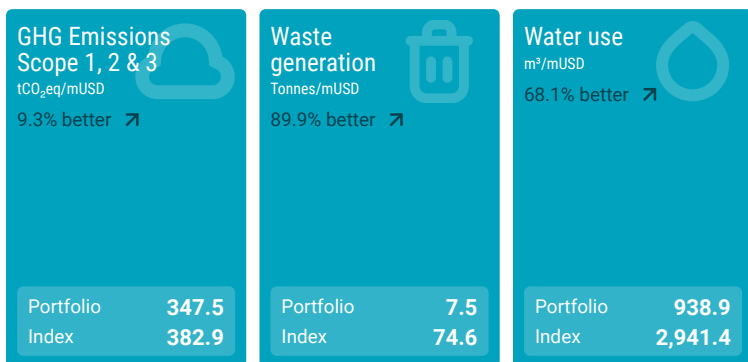 GHG Emissions
Scope 1, 2 & 3
tCO₂eq/mUSD
9.3% better
Portfolio 347.5
Index 382.9
Waste
generation
Tonnes/mUSD
89.9% better
Portfolio 7.5
Index 74.6
Water use
m³/mUSD
68.1% better
Portfolio 938.9
Index 2,941.4